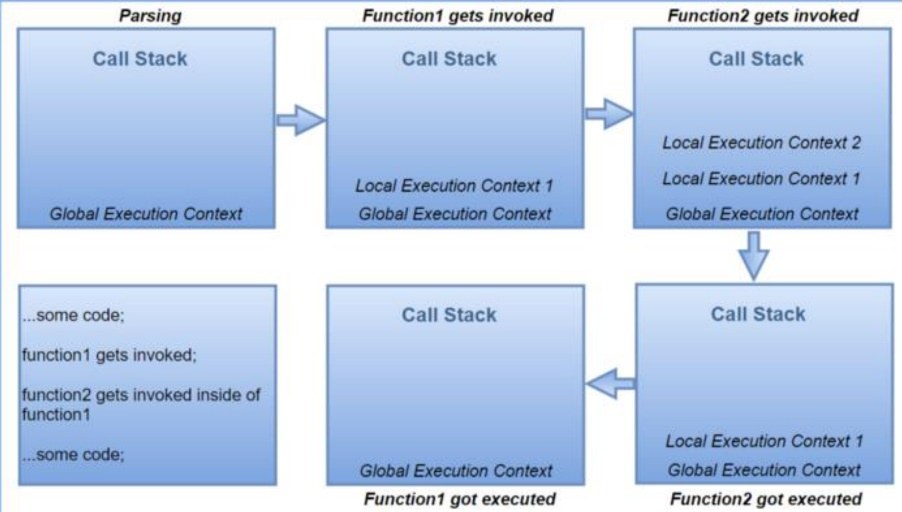 Parsing
Call Stack
Global Execution Context
Function1 gets invoked
Call Stack
Local Execution Context 1
Global Execution Context
Function2 gets invoked
Call Stack
Local Execution Context 2
Local Execution Context 1
Global Execution Context
Call Stack
Local Execution Context 1
Global Execution Context
Function2 got executed
Call Stack
Global Execution Context
Function1 got executed
...some code;
function1 gets invoked;
function2 gets invoked inside of
function1
...some code;